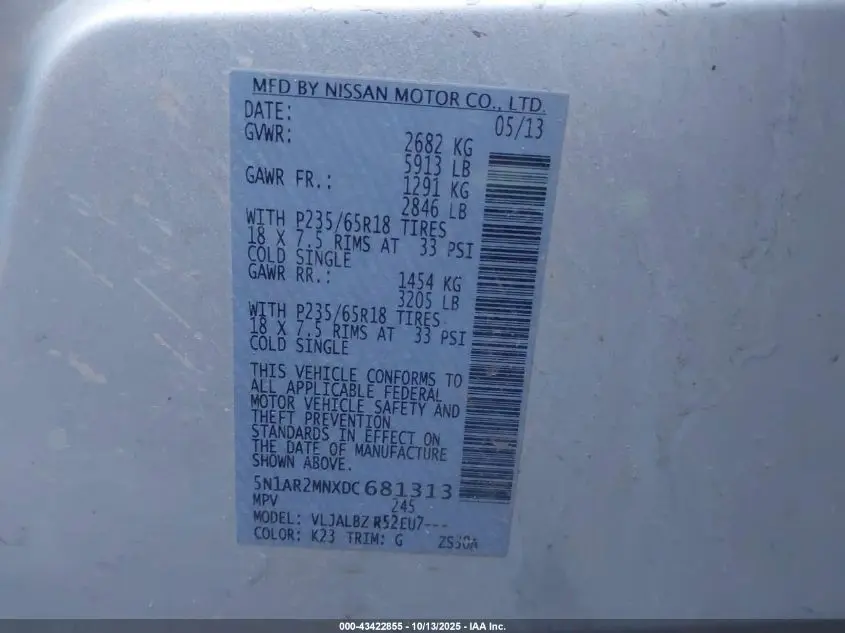 MFD BY NISSAN MOTOR CO., LTD.
DATE: 05/13
GVWR: 2682 KG
5913 LB
GAWR FR.: 1291 KG
2846 LB
WITH P235/65R18 TIRES
18 X 7.5 RIMS AT 33 PSI
COLD SINGLE
GAWR RR.: 1454 KG
3205 LB
WITH P235/65R18 TIRES
18 X 7.5 RIMS AT 33 PSI
COLD SINGLE
THIS VEHICLE CONFORMS TO
ALL APPLICABLE FEDERAL
MOTOR VEHICLE SAFETY AND
THEFT PREVENTION
STANDARDS IN EFFECT ON
THE DATE OF MANUFACTURE
SHOWN ABOVE.
5N1AR2MNXDC681313
MPV 245
MODEL: VLJALBZ R52EU7---
COLOR: K23 TRIM: G
000-43422855 - 10/13/2025 - IAA Inc.